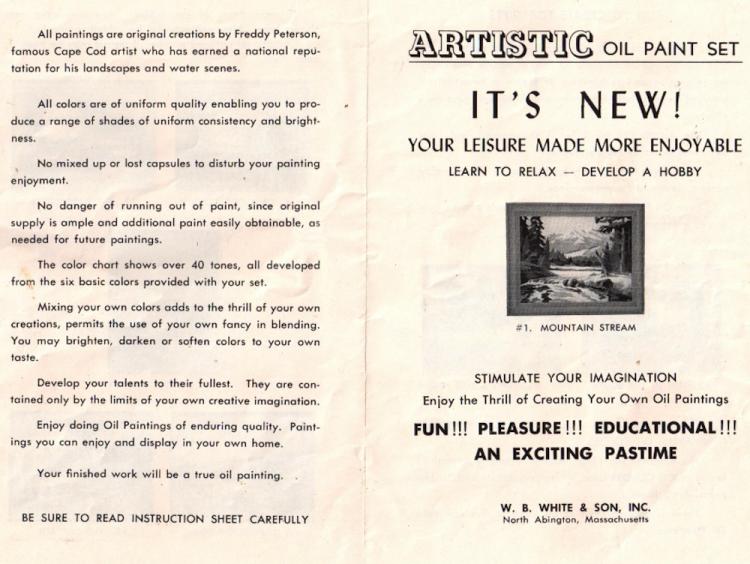 All paintings are original creations by Freddy Peterson,
famous Cape Cod artist who has earned a national repu-
tation for his landscapes and water scenes.
All colors are of uniform quality enabling you to pro-
duce a range of shades of uniform consistency and bright-
ness.
No mixed up or lost capsules to disturb your painting
enjoyment.
No danger of running out of paint, since original
supply is ample and additional paint easily obtainable, as
needed for future paintings.
The color chart shows over 40 tones, all developed
from the six basic colors provided with your set.
Mixing your own colors adds to the thrill of your own
creations, permits the use of your own fancy in blending.
You may brighten, darken or soften colors to your own
taste.
Develop your talents to their fullest. They are con-
tained only by the limits of your own creative imagination.
Enjoy doing Oil Paintings of enduring quality. Paint-
ings you can enjoy and display in your own home.
Your finished work will be a true oil painting.
BE SURE TO READ INSTRUCTION SHEET CAREFULLY
ARTISTIC OIL PAINT SET
IT'S NEW!
YOUR LEISURE MADE MORE ENJOYABLE
LEARN TO RELAX — DEVELOP A HOBBY
#1. MOUNTAIN STREAM
STIMULATE YOUR IMAGINATION
Enjoy the Thrill of Creating Your Own Oil Paintings
FUN!!! PLEASURE!!! EDUCATIONAL!!!
AN EXCITING PASTIME
W. B. WHITE & SON, INC.
North Abington, Massachusetts